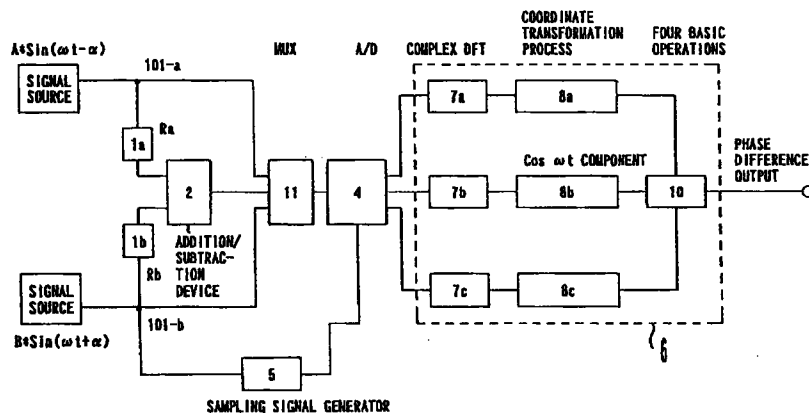 A*Sin(ωt-α)
SIGNAL
SOURCE
101-a
Ra
1a
2
1b
Rb
ADDITION/
SUBTRAC-
TION
DEVICE
SIGNAL
SOURCE
B*Sin(ωt+α)
101-b
5
SAMPLING SIGNAL GENERATOR
MUX
11
A/D
4
COMPLEX DFT
7a
7b
7c
COORDINATE
TRANSFORMATION
PROCESS
8a
Cos ωt COMPONENT
8b
8c
FOUR BASIC
OPERATIONS
10
6
PHASE
DIFFERENCE
OUTPUT